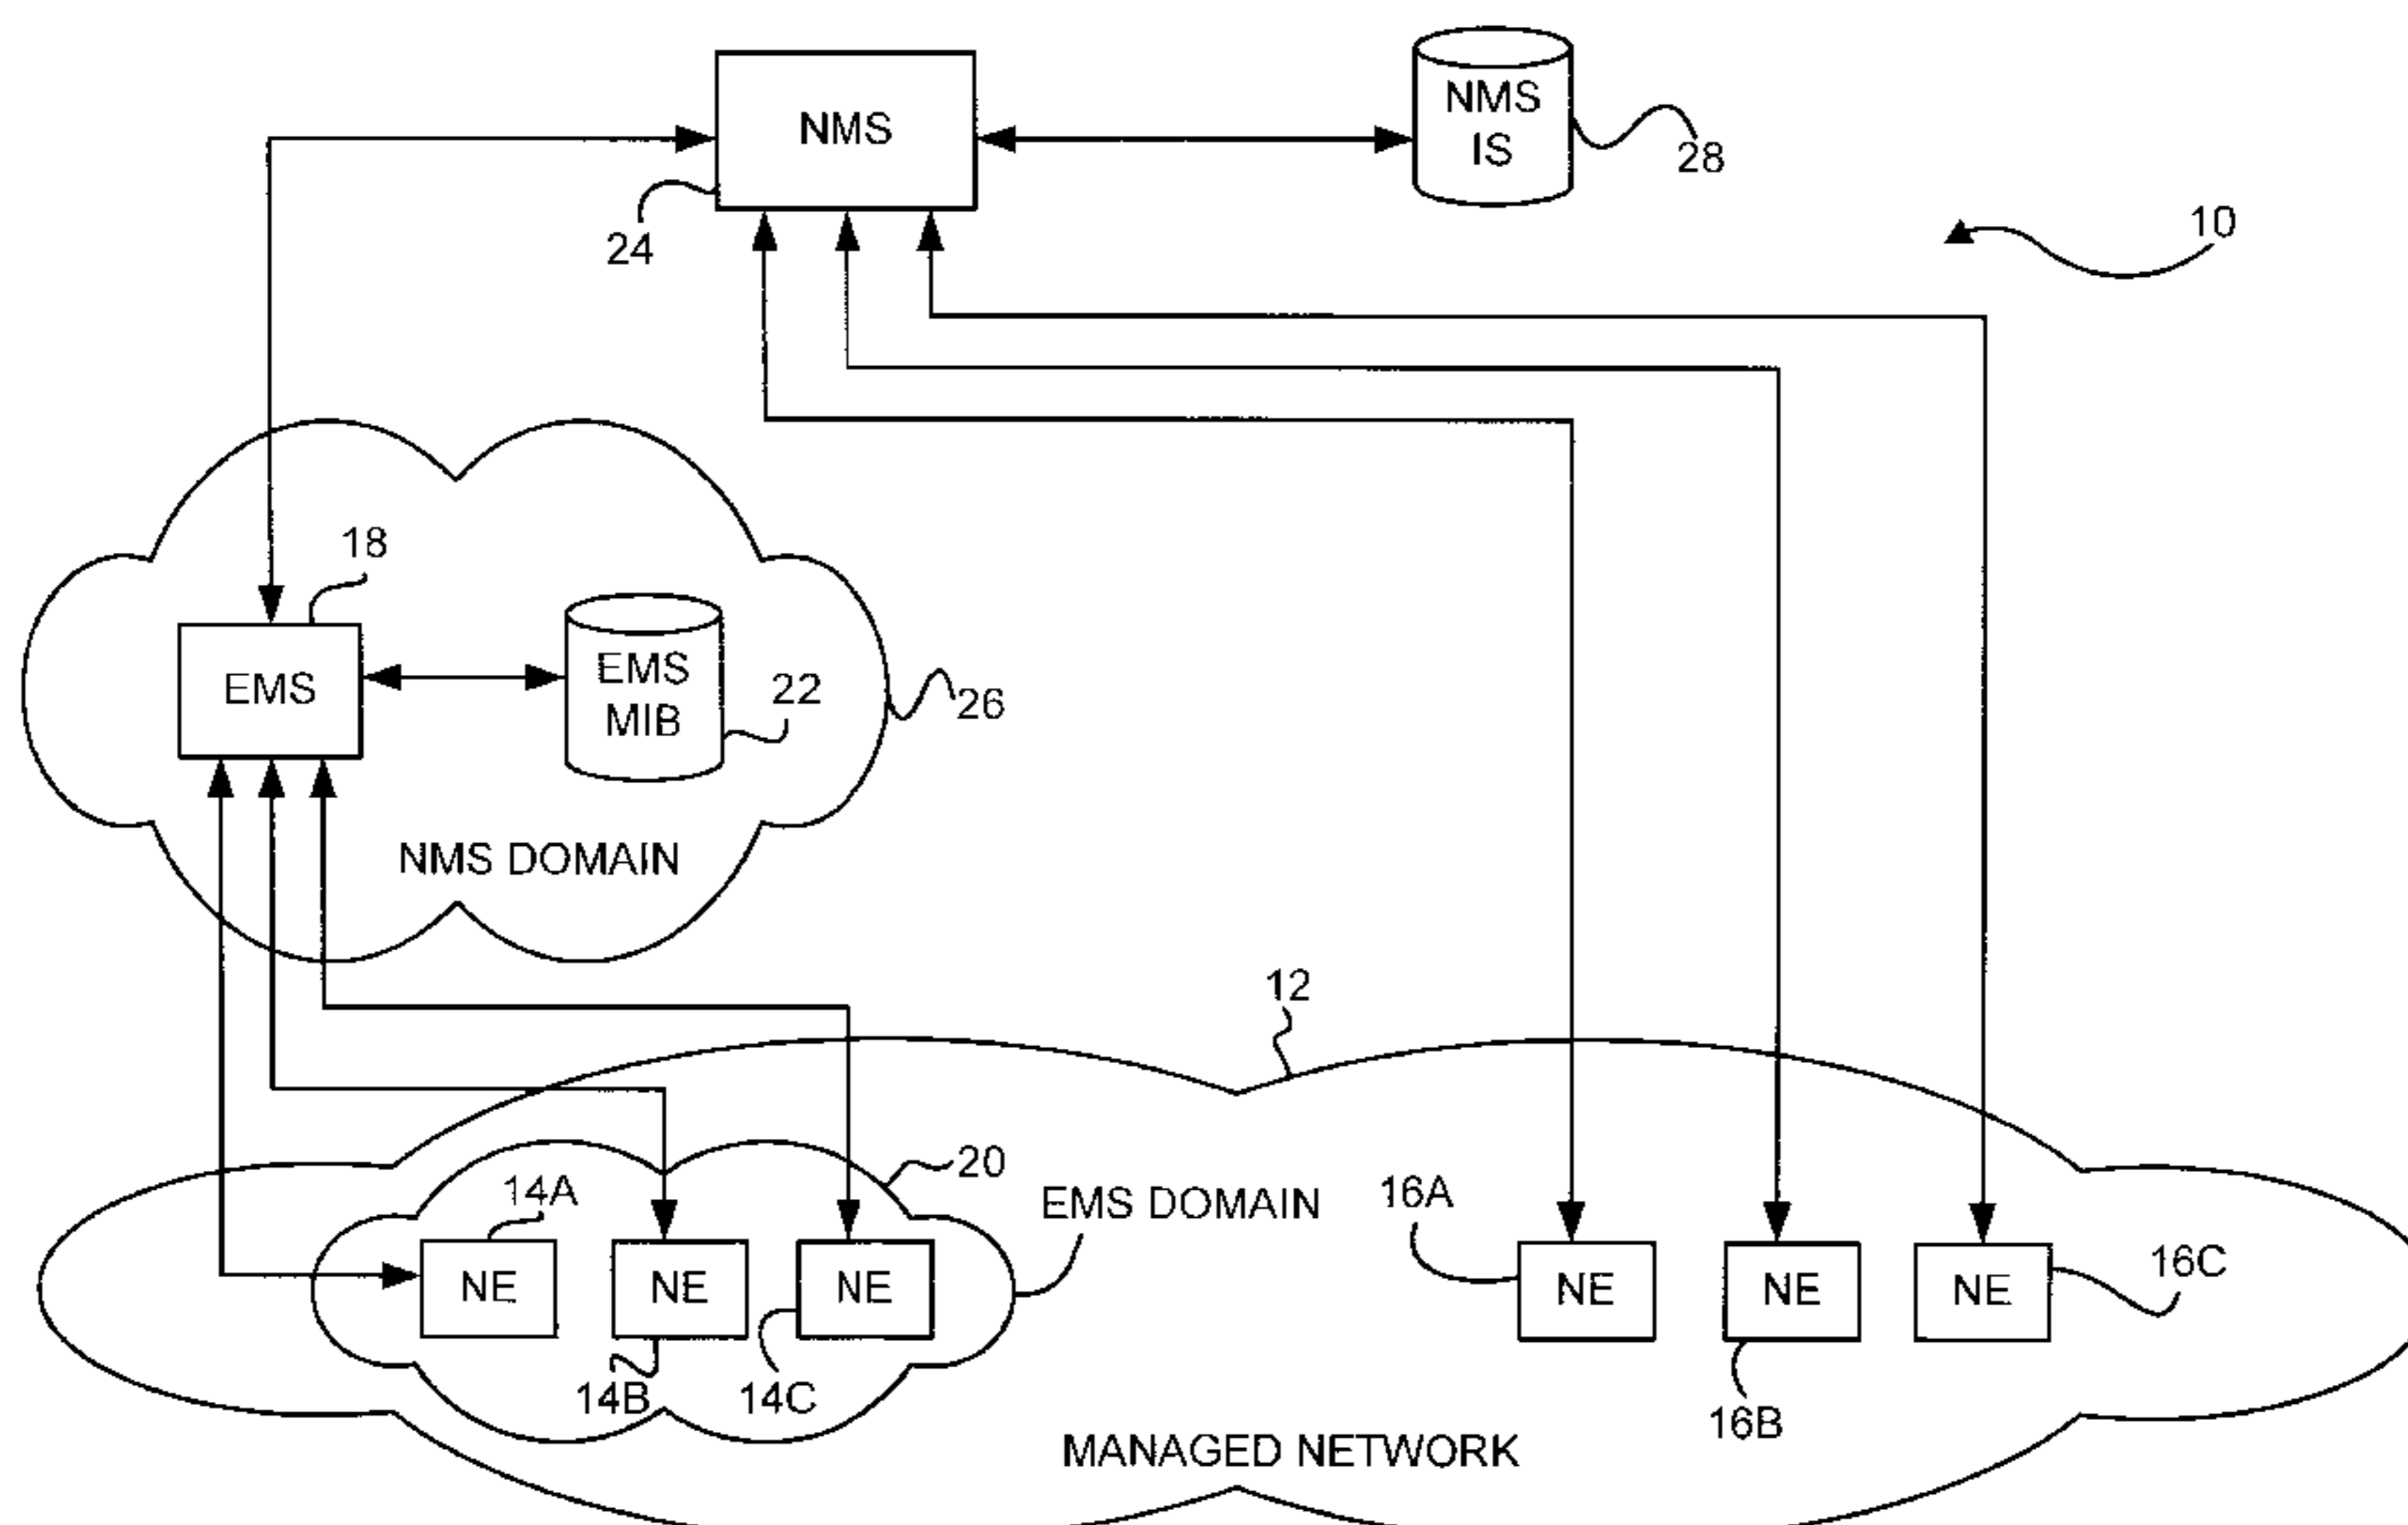 NMS
NMS
IS
28
24
10
18
EMS
EMS
MIB
22
26
NMS DOMAIN
12
20
14A
EMS DOMAIN
16A
NE
NE
NE
NE
NE
NE
16C
14B
14C
16B
MANAGED NETWORK